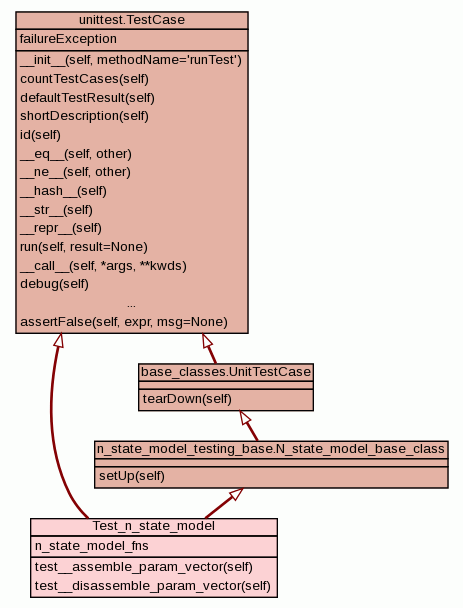 unittest.TestCase
failureException
__init__(self, methodName='runTest')
countTestCases(self)
defaultTestResult(self)
shortDescription(self)
id(self)
__eq__(self, other)
__ne__(self, other)
__hash__(self)
__str__(self)
__repr__(self)
run(self, result=None)
__call__(self, *args, **kwds)
debug(self)
...
assertFalse(self, expr, msg=None)
base_classes.UnitTestCase
tearDown(self)
n_state_model_testing_base.N_state_model_base_class
setUp(self)
Test_n_state_model
n_state_model_fns
test__assemble_param_vector(self)
test__disassemble_param_vector(self)